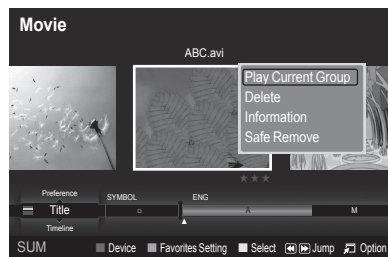 Movie
ABC.avi
Play Current Group
Delete
Information
Safe Remove
Preference
SYMBOL
ENG
Title
A
M
Timeline
SUM
Device
Favorites Setting
Select
Jump
Option